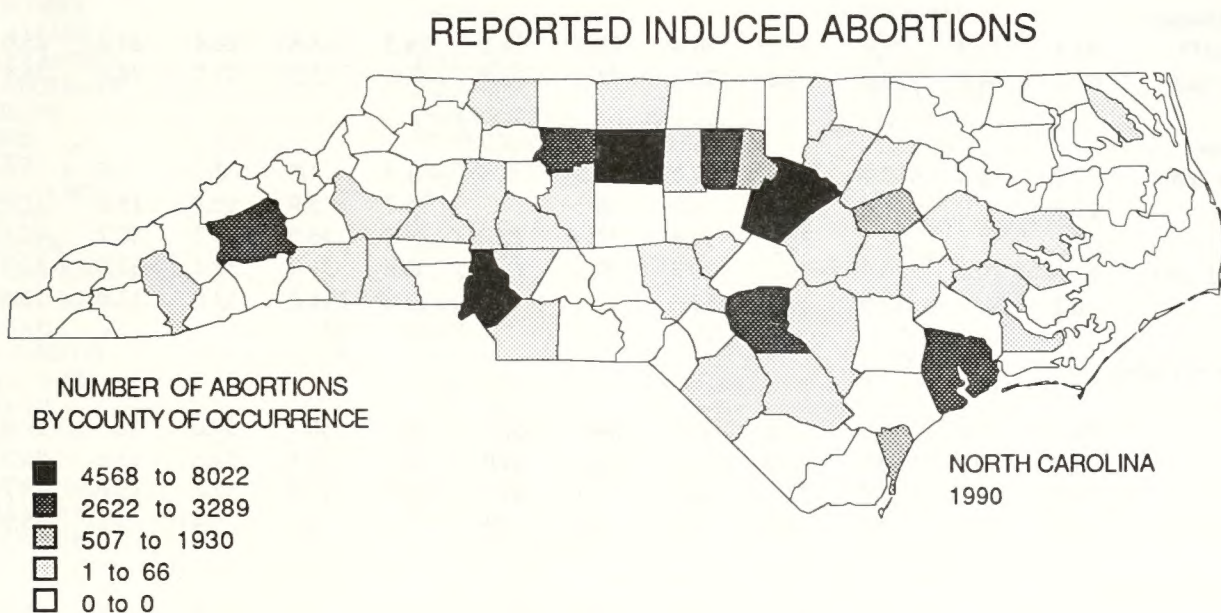 REPORTED INDUCED ABORTIONS
NUMBER OF ABORTIONS
BY COUNTY OF OCCURRENCE
4568 to 8022
2622 to 3289
507 to 1930
1 to 66
0 to 0
NORTH CAROLINA
1990